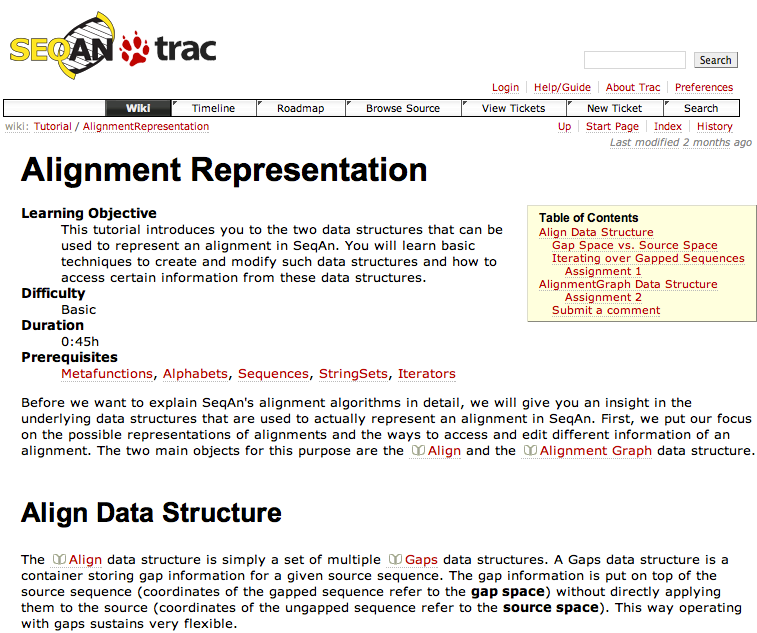 SEQAN trac
Search
Login Help/Guide About Trac Preferences
Wiki Timeline Roadmap Browse Source View Tickets New Ticket Search
wiki: Tutorial / AlignmentRepresentation
Up Start Page Index History
Last modified 2 months ago
Alignment Representation
Learning Objective
This tutorial introduces you to the two data structures that can be
used to represent an alignment in SeqAn. You will learn basic
techniques to create and modify such data structures and how to
access certain information from these data structures.
Difficulty
Basic
Duration
0:45h
Prerequisites
Metafunctions, Alphabets, Sequences, StringSets, Iterators
Table of Contents
Align Data Structure
Gap Space vs. Source Space
Iterating over Gapped Sequences
Assignment 1
AlignmentGraph Data Structure
Assignment 2
Submit a comment
Before we want to explain SeqAn's alignment algorithms in detail, we will give you an insight in the
underlying data structures that are used to actually represent an alignment in SeqAn. First, we put our focus
on the possible representations of alignments and the ways to access and edit different information of an
alignment. The two main objects for this purpose are the Align and the Alignment Graph data structure.
Align Data Structure
The Align data structure is simply a set of multiple Gaps data structures. A Gaps data structure is a
container storing gap information for a given source sequence. The gap information is put on top of the
source sequence (coordinates of the gapped sequence refer to the gap space) without directly applying
them to the source (coordinates of the ungapped sequence refer to the source space). This way operating
with gaps sustains very flexible.